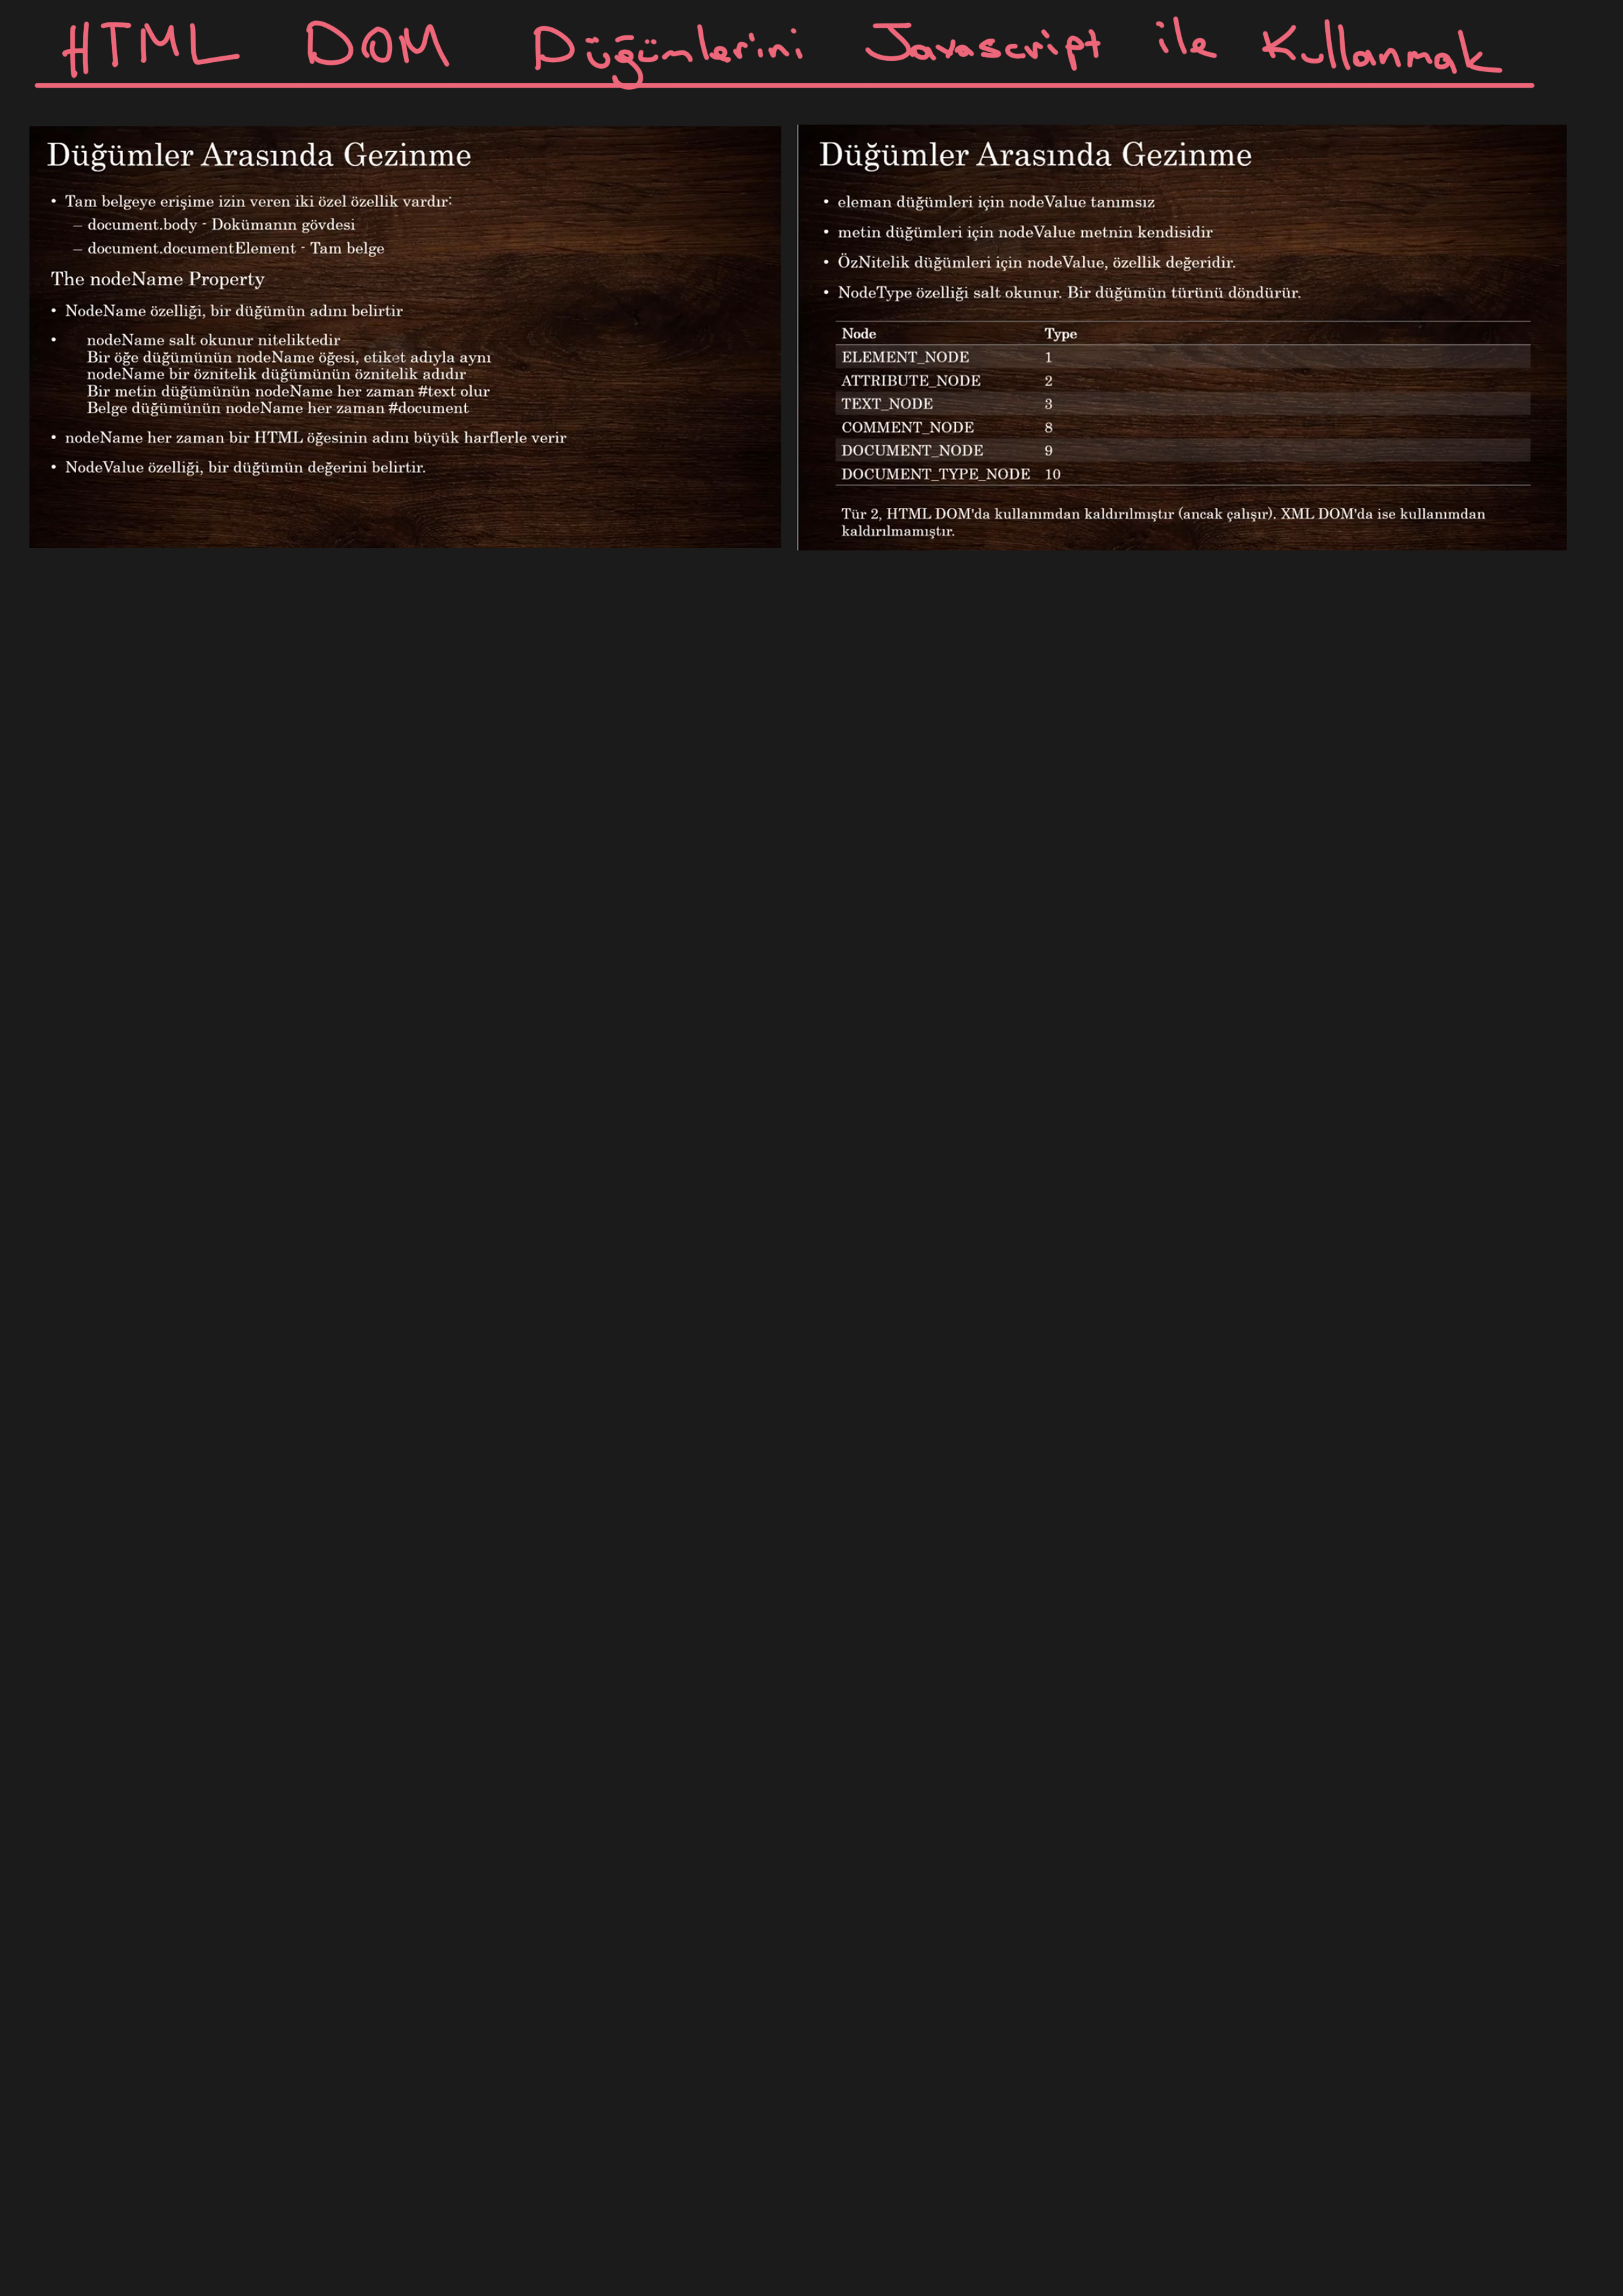 HTML DOM Düğümlerini Javascript ile Kullanmak
Düğümler Arasında Gezinme
• Tam belgeye erişime izin veren iki özel özellik vardır:
– document.body - Dokümanın gövdesi
– document.documentElement - Tam belge
The nodeName Property
• NodeName özelliği, bir düğümün adını belirtir
• nodeName salt okunur niteliktedir
Bir öğe düğümünün nodeName öğesi, etiket adıyla aynı
nodeName bir öznitelik düğümünün öznitelik adıdır
Bir metin düğümünün nodeName her zaman #text olur
Belge düğümünün nodeName her zaman #document
• nodeName her zaman bir HTML öğesinin adını büyük harflerle verir
• NodeValue özelliği, bir düğümün değerini belirtir.
Düğümler Arasında Gezinme
• eleman düğümleri için nodeValue tanımsız
• metin düğümleri için nodeValue metnin kendisidir
• ÖzNitelik düğümleri için nodeValue, özellik değeridir.
• NodeType özelliği salt okunur. Bir düğümün türünü döndürür.
Node Type
ELEMENT_NODE 1
ATTRIBUTE_NODE 2
TEXT_NODE 3
COMMENT_NODE 8
DOCUMENT_NODE 9
DOCUMENT_TYPE_NODE 10
Tür 2, HTML DOM'da kullanımdan kaldırılmıştır (ancak çalışır). XML DOM'da ise kullanımdan
kaldırılmamıştır.